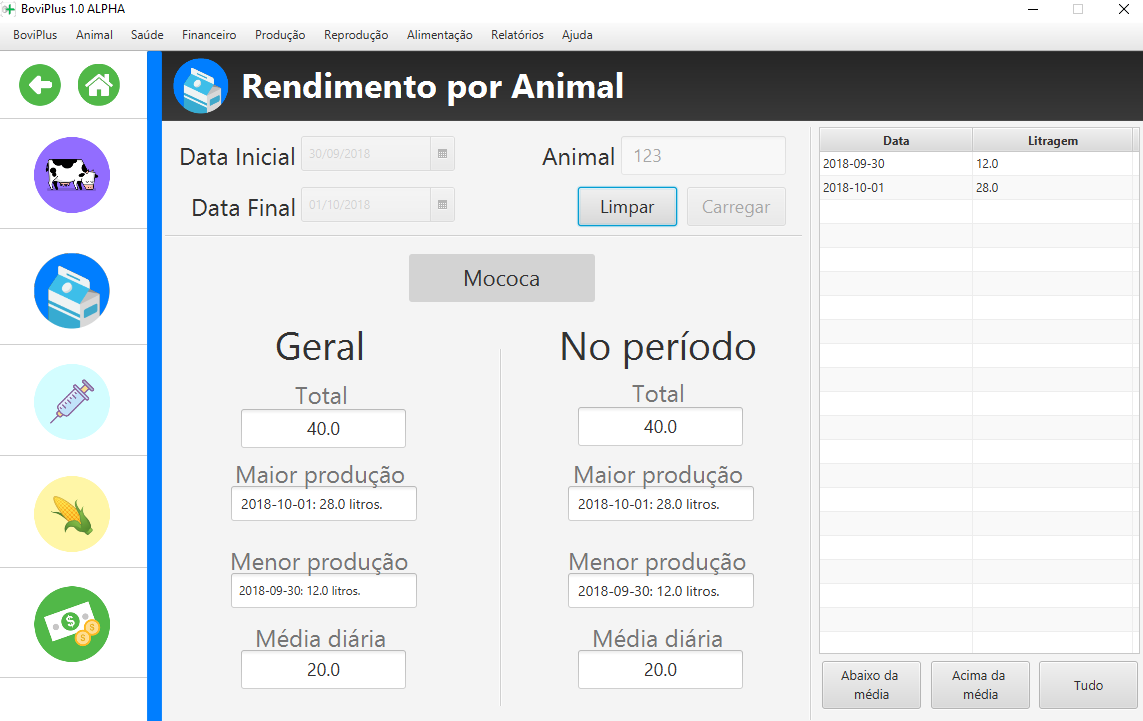 BoviPlus 1.0 ALPHA
BoviPlus Animal Saúde Financeiro Produção Reprodução Alimentação Relatórios Ajuda
Rendimento por Animal
Data Inicial 30/09/2018 Animal 123
Data Final 01/10/2018 Limpar Carregar
Mococa
Geral
Total
40.0
Maior produção
2018-10-01: 28.0 litros.
Menor produção
2018-09-30: 12.0 litros.
Média diária
20.0
No período
Total
40.0
Maior produção
2018-10-01: 28.0 litros.
Menor produção
2018-09-30: 12.0 litros.
Média diária
20.0
Data Litragem
2018-09-30 12.0
2018-10-01 28.0
Abaixo da
média
Acima da
média
Tudo